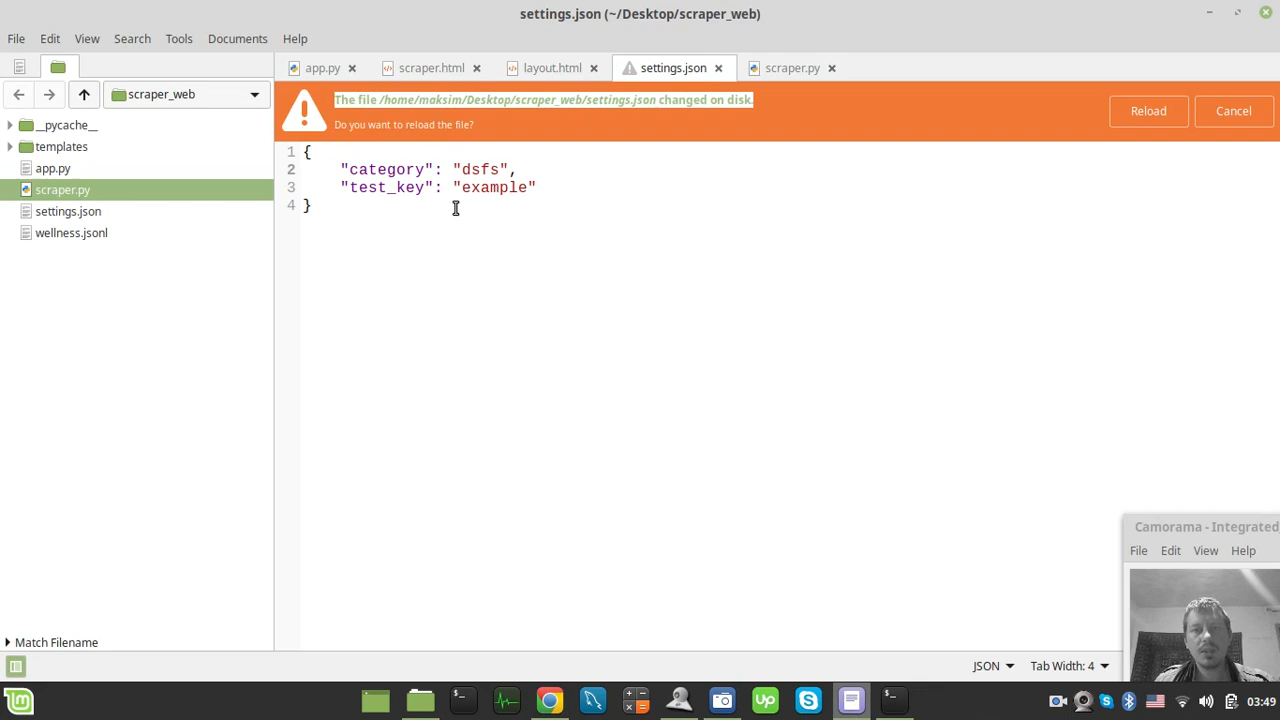 settings.json (~/Desktop/scraper_web)
File Edit View Search Tools Documents Help
app.py scraper.html layout.html settings.json scraper.py
scraper_web
The file /home/maksim/Desktop/scraper_web/settings.json changed on disk.
Do you want to reload the file?
Reload Cancel
__pycache__
templates
app.py
scraper.py
settings.json
wellness.jsonl
1 {
2 "category": "dsfs",
3 "test_key": "example"
4 }
Camorama - Integrated
File Edit View Help
Match Filename
JSON Tab Width: 4
up
03:49